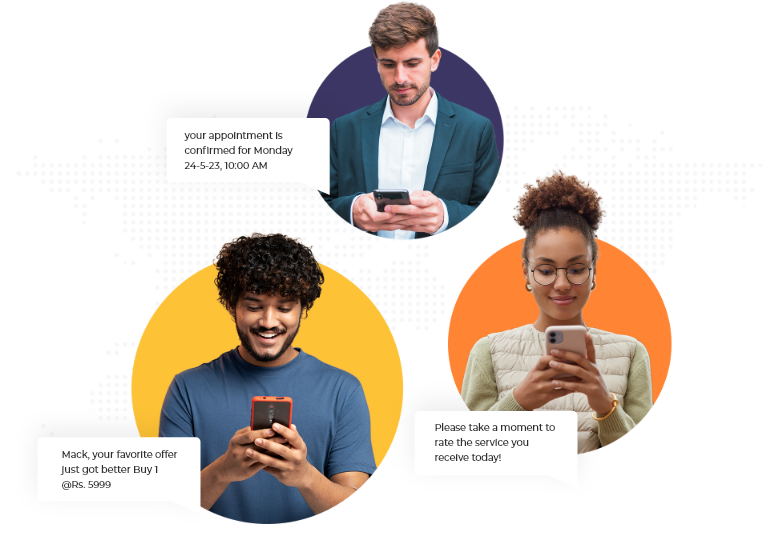 your appointment is
confirmed for Monday
24-5-23, 10:00 AM
Mack, your favorite offer
just got better Buy 1
@Rs. 5999
Please take a moment to
rate the service you
receive today!